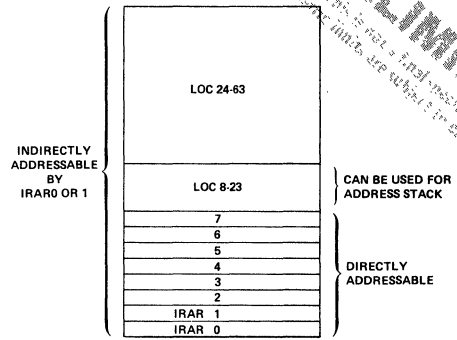 LOC 24-63
INDIRECTLY
ADDRESSABLE
BY
IRAR0 OR 1
LOC 8-23
CAN BE USED FOR
ADDRESS STACK
7
6
5
4
3
2
IRAR 1
IRAR 0
DIRECTLY
ADDRESSABLE